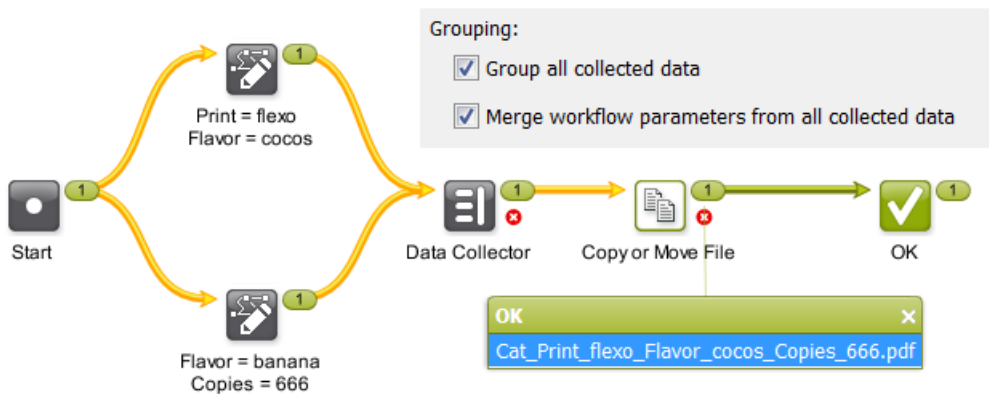 Grouping:
Group all collected data
Merge workflow parameters from all collected data
1
Print = flexo
Flavor = cocos
1
Start
1
Data Collector
1
Copy or Move File
1
OK
1
Flavor = banana
Copies = 666
OK
Cat_Print_flexo_Flavor_cocos_Copies_666.pdf